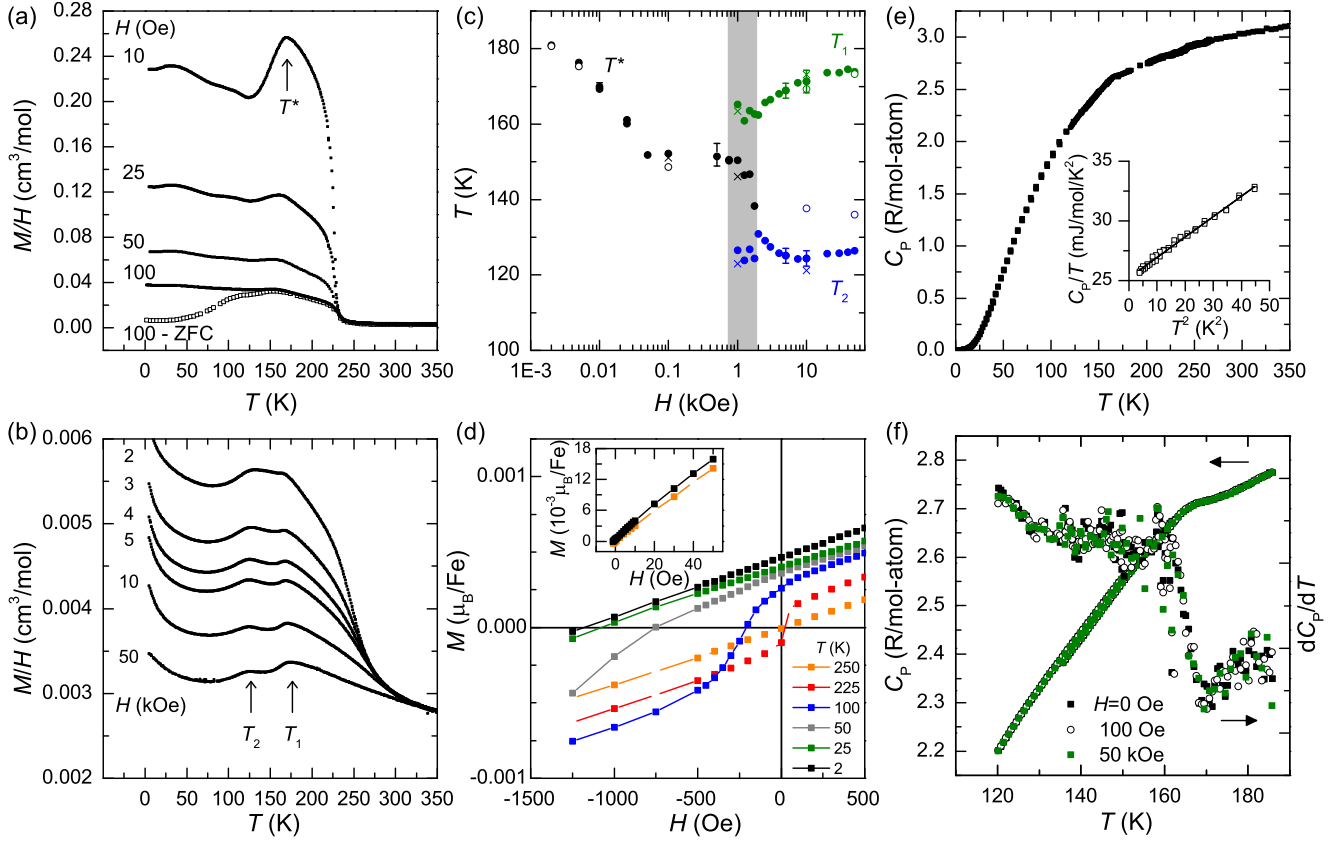 (a)
H (Oe)
10
T*
25
50
100
100 - ZFC
0.28
0.24
0.20
0.16
0.12
0.08
0.04
0.00
M/H (cm³/mol)
0 50 100 150 200 250 300 350
T (K)
(b)
0.006
0.005
0.004
0.003
0.002
M/H (cm³/mol)
2
3
4
5
10
50
H (kOe)
T₂ T₁
0 50 100 150 200 250 300 350
T (K)
(c)
200
180
160
140
120
100
T (K)
T*
T₁
T₂
1E-3 0.01 0.1 1 10
H (kOe)
(d)
0.001
0.000
-0.001
M (μB/Fe)
18
12
6
0
M (10⁻³μB/Fe)
0 20 40 60
H (Oe)
T (K)
250
225
100
50
25
2
-1500 -1000 -500 0 500
H (Oe)
(e)
3.0
2.5
2.0
1.5
1.0
0.5
0.0
CP (R/mol-atom)
35
30
25
CP/T (mJ/mol/K²)
0 10 20 30 40 50
T² (K²)
0 50 100 150 200 250 300 350
T (K)
(f)
2.8
2.7
2.6
2.5
2.4
2.3
2.2
CP (R/mol-atom)
dCP/dT
H=0 Oe
100 Oe
50 kOe
120 140 160 180
T (K)